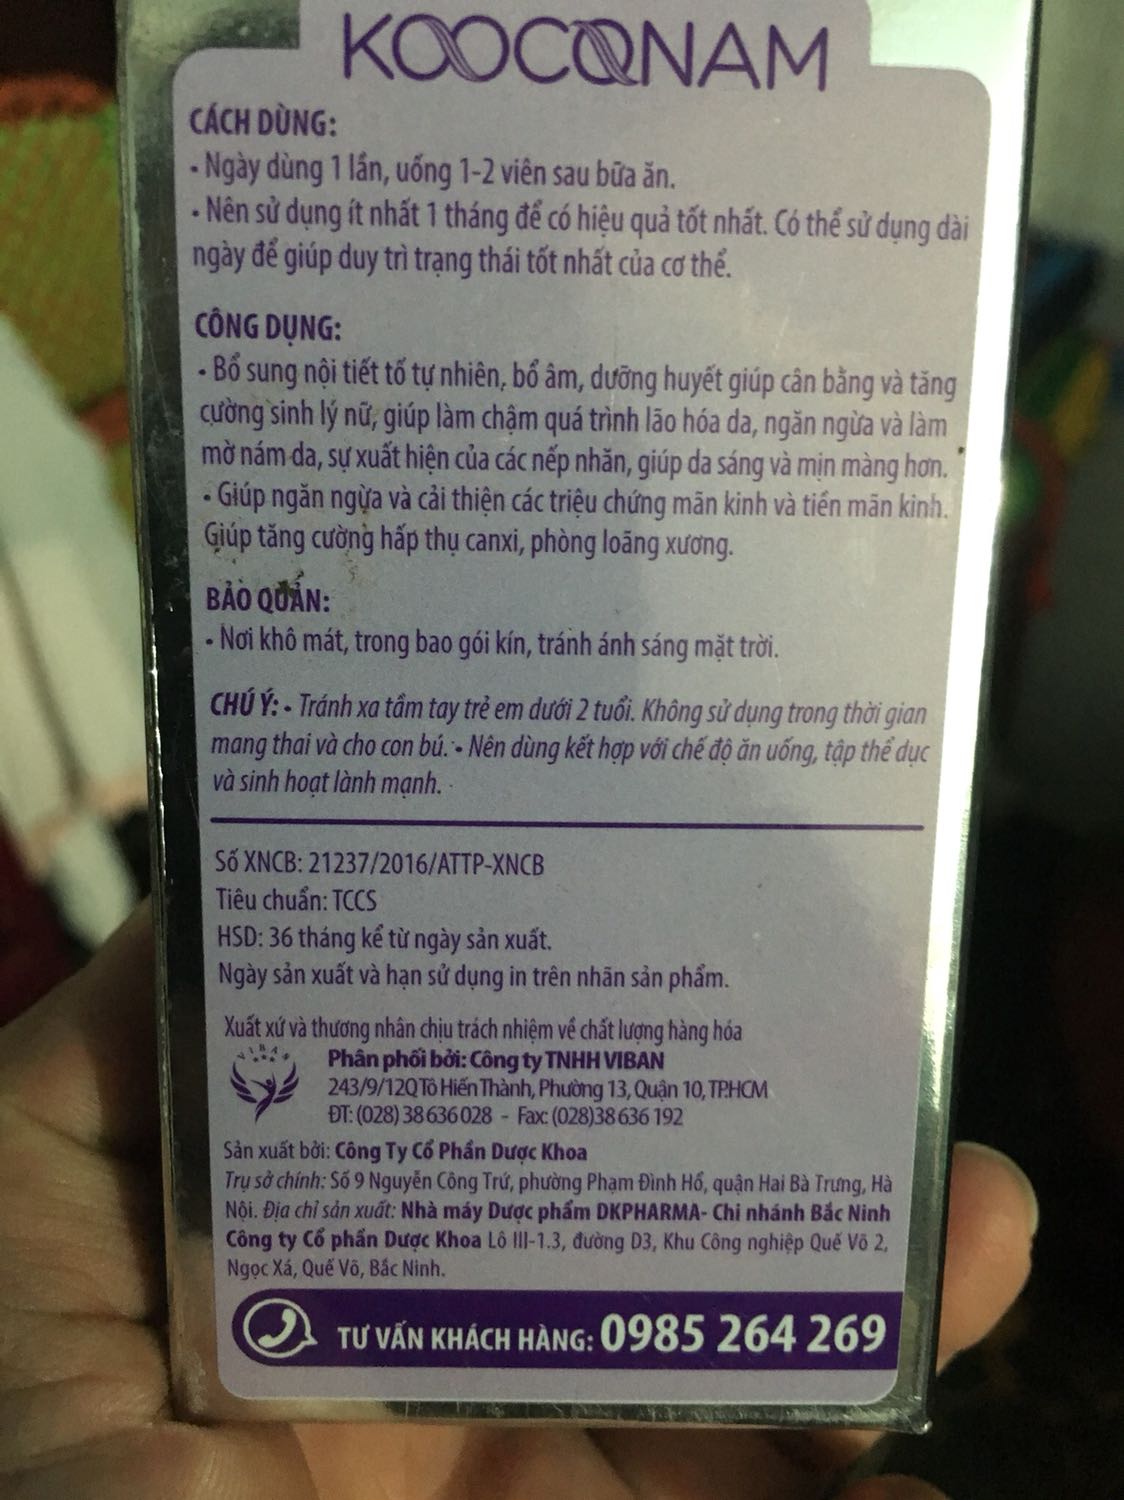 KOOCOONAM
CÁCH DÙNG:
• Ngày dùng 1 lần, uống 1-2 viên sau bữa ăn.
• Nên sử dụng ít nhất 1 tháng để có hiệu quả tốt nhất. Có thể sử dụng dài
ngày để giúp duy trì trạng thái tốt nhất của cơ thể.
CÔNG DỤNG:
• Bổ sung nội tiết tố tự nhiên, bổ âm, dưỡng huyết giúp cân bằng và tăng
cường sinh lý nữ, giúp làm chậm quá trình lão hóa da, ngăn ngừa và làm
mờ nám da, sự xuất hiện của các nếp nhăn, giúp da sáng và mịn màng hơn.
• Giúp ngăn ngừa và cải thiện các triệu chứng mãn kinh và tiền mãn kinh.
Giúp tăng cường hấp thụ canxi, phòng loãng xương.
BẢO QUẢN:
• Nơi khô mát, trong bao gói kín, tránh ánh sáng mặt trời.
CHÚ Ý: • Tránh xa tầm tay trẻ em dưới 2 tuổi. Không sử dụng trong thời gian
mang thai và cho con bú. • Nên dùng kết hợp với chế độ ăn uống, tập thể dục
và sinh hoạt lành mạnh.
Số XNCB: 21237/2016/ATTP-XNCB
Tiêu chuẩn: TCCS
HSD: 36 tháng kể từ ngày sản xuất.
Ngày sản xuất và hạn sử dụng in trên nhãn sản phẩm.
Xuất xứ và thương nhân chịu trách nhiệm về chất lượng hàng hóa
VIBAN
Phân phối bởi: Công ty TNHH VIBAN
243/9/12Q Tô Hiến Thành, Phường 13, Quận 10, TP.HCM
ĐT: (028) 38 636 028 - Fax: (028)38 636 192
Sản xuất bởi: Công Ty Cổ Phần Dược Khoa
Trụ sở chính: Số 9 Nguyễn Công Trứ, phường Phạm Đình Hổ, quận Hai Bà Trưng, Hà
Nội. Địa chỉ sản xuất: Nhà máy Dược phẩm DKPHARMA- Chi nhánh Bắc Ninh
Công ty Cổ phần Dược Khoa Lô III-1.3, đường D3, Khu Công nghiệp Quế Võ 2,
Ngọc Xá, Quế Võ, Bắc Ninh.
TƯ VẤN KHÁCH HÀNG: 0985 264 269